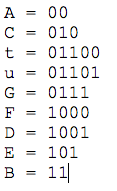 A = 00
C = 010
t = 01100
u = 01101
G = 0111
F = 1000
D = 1001
E = 101
B = 11